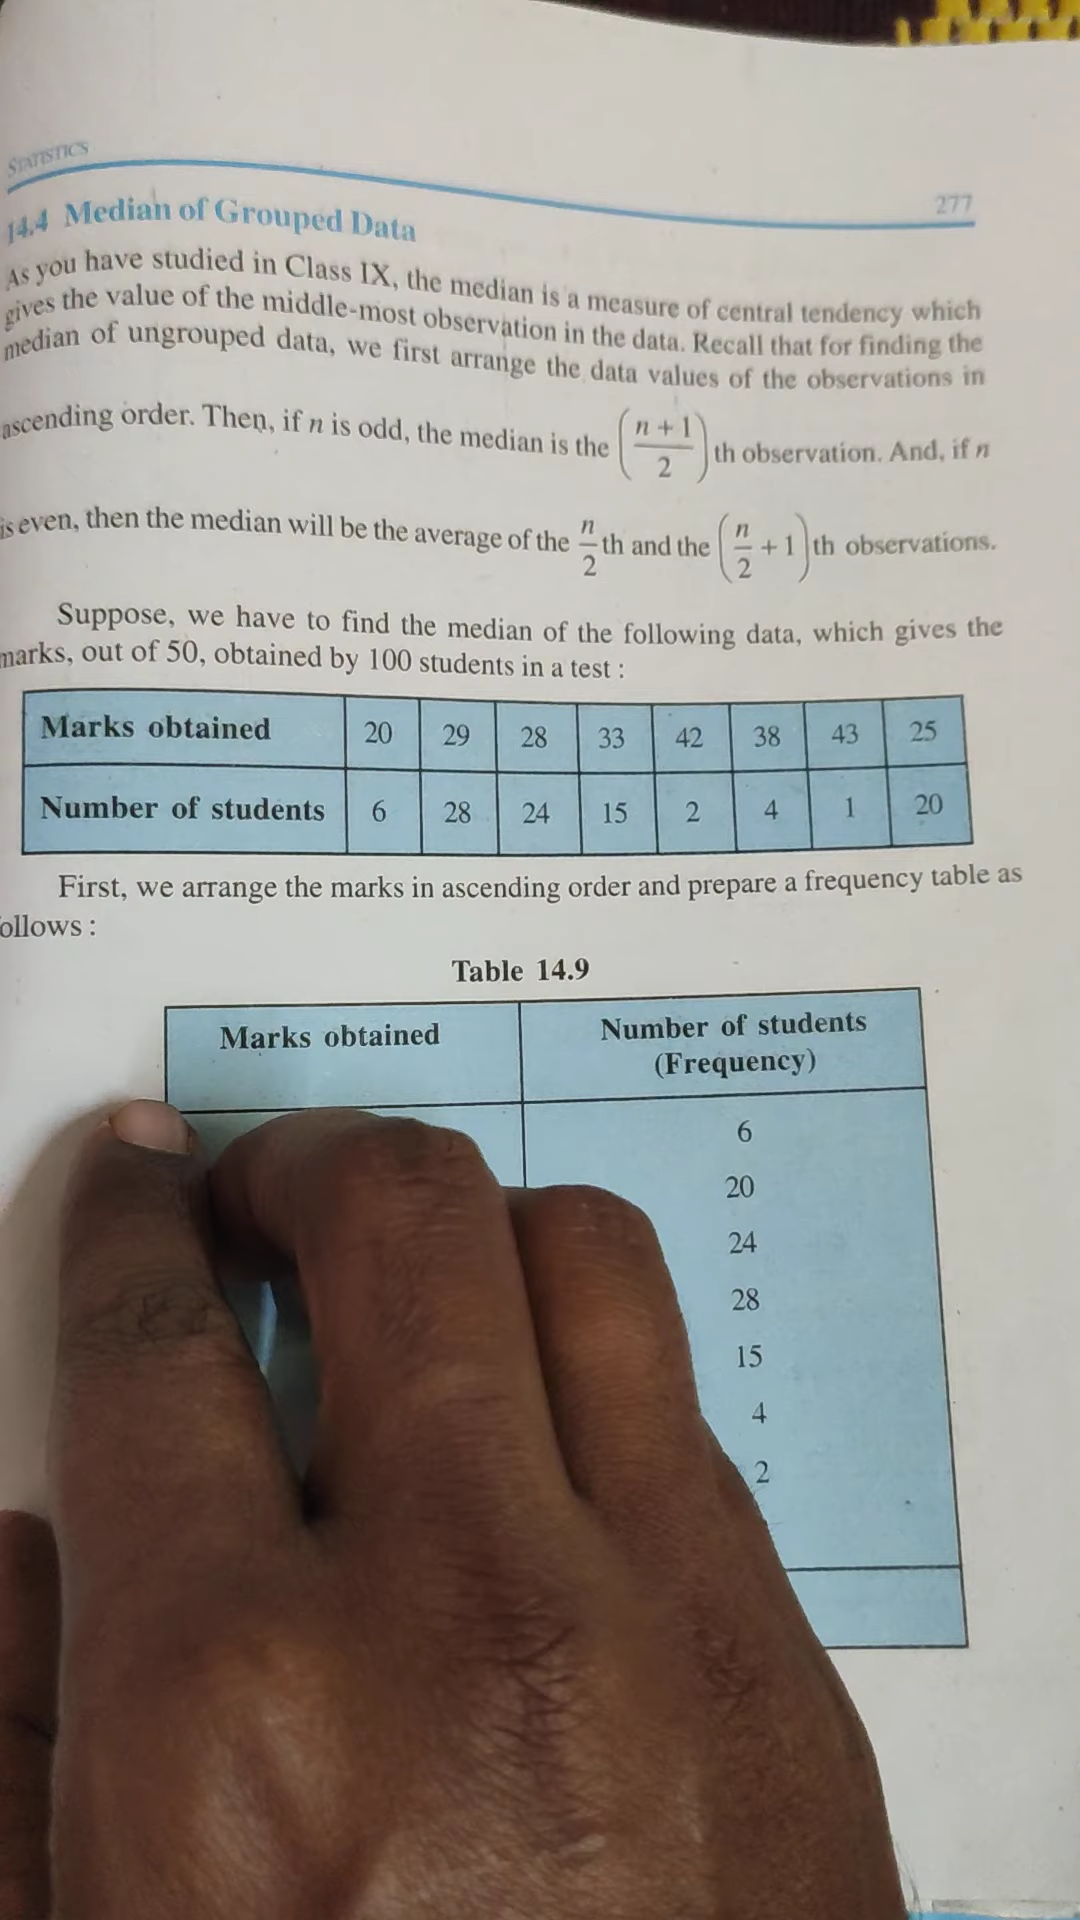 STATISTICS
277
14.4 Median of Grouped Data
As you have studied in Class IX, the median is a measure of central tendency which
gives the value of the middle-most observation in the data. Recall that for finding the
median of ungrouped data, we first arrange the data values of the observations in
ascending order. Then, if n is odd, the median is the ((n + 1)/2) th observation. And, if n
is even, then the median will be the average of the n/2 th and the (n/2 + 1) th observations.
Suppose, we have to find the median of the following data, which gives the
marks, out of 50, obtained by 100 students in a test :
Marks obtained 20 29 28 33 42 38 43 25
Number of students 6 28 24 15 2 4 1 20
First, we arrange the marks in ascending order and prepare a frequency table as
ollows :
Table 14.9
Marks obtained Number of students
(Frequency)
6
20
24
28
15
4
2